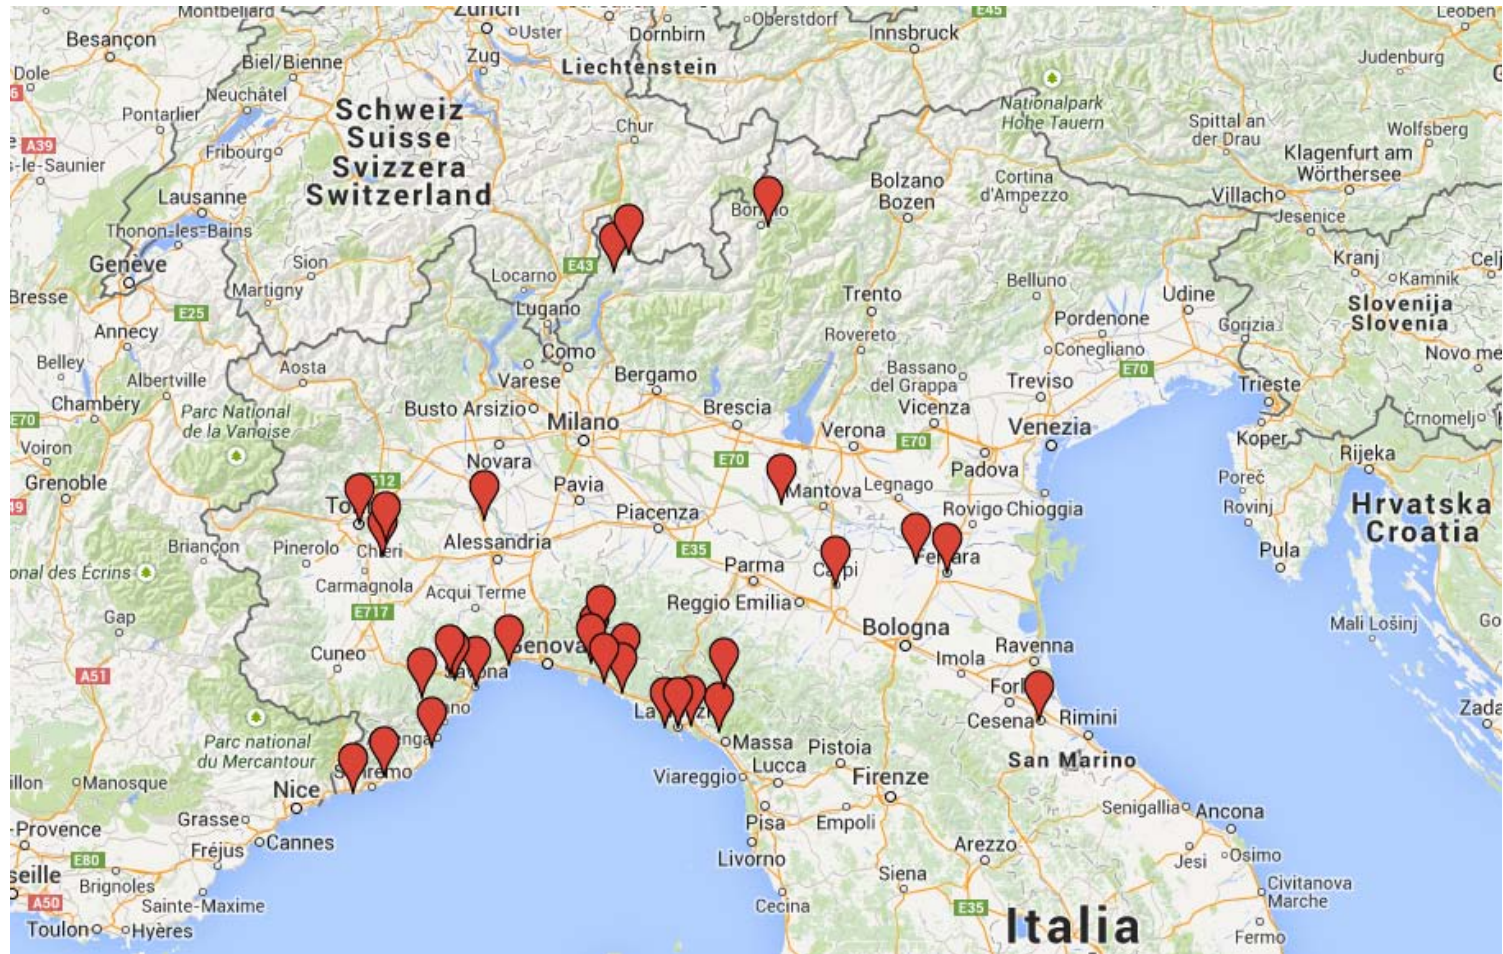 Montbéliard
Zürich
Oberstdorf
E45
Leoben
Besançon
Uster
Dornbirn
Innsbruck
Biel/Bienne
Zug
Liechtenstein
Judenburg
Dole
Neuchâtel
Schweiz
Suisse
Svizzera
Switzerland
Nationalpark
Hohe Tauern
Pontarlier
Chur
Spittal an
der Drau
Wolfsberg
A39
Fribourg
Klagenfurt am
Wörthersee
s-le-Saunier
Lausanne
Bolzano
Bozen
Cortina
d'Ampezzo
Villach
Thonon-les-Bains
Jesenice
Genève
Sion
E43
Locarno
Kranj
Kamnik
Bresse
Martigny
Lugano
Trento
Belluno
Udine
Slovenija
Slovenia
E25
Annecy
Rovereto
Pordenone
Gorizia
Belley
Albertville
Aosta
Como
Conegliano
Novo me
Varese
Bergamo
Bassano
del Grappa
Treviso
E70
Trieste
Chambéry
Parc National
de la Vanoise
Busto Arsizio
Milano
Brescia
Vicenza
Črnomelj
E70
Voiron
Verona
E70
Venezia
Koper
Rijeka
Grenoble
Novara
E70
Padova
Poreč
Pavia
Mantova
Legnago
Rovinj
Hrvatska
Croatia
Piacenza
Rovigo
Chioggia
Briançon
Pinerolo
Chieri
Alessandria
E35
Pula
onal des Écrins
Carmagnola
Parma
Acqui Terme
Reggio Emilia
E717
Gap
Bologna
Mali Lošinj
Cuneo
Ravenna
Imola
A51
Cesena
Rimini
Zada
Parc national
du Mercantour
Massa
Pistoia
San Marino
Manosque
Nice
Viareggio
Lucca
Firenze
Grasse
Pisa
Empoli
Senigallia
Ancona
-Provence
Cannes
Fréjus
Livorno
Arezzo
Jesi
Osimo
E80
seille
Brignoles
Siena
Civitanova
Marche
A50
Sainte-Maxime
Cecina
E35
Italia
Toulon
Hyères
Fermo